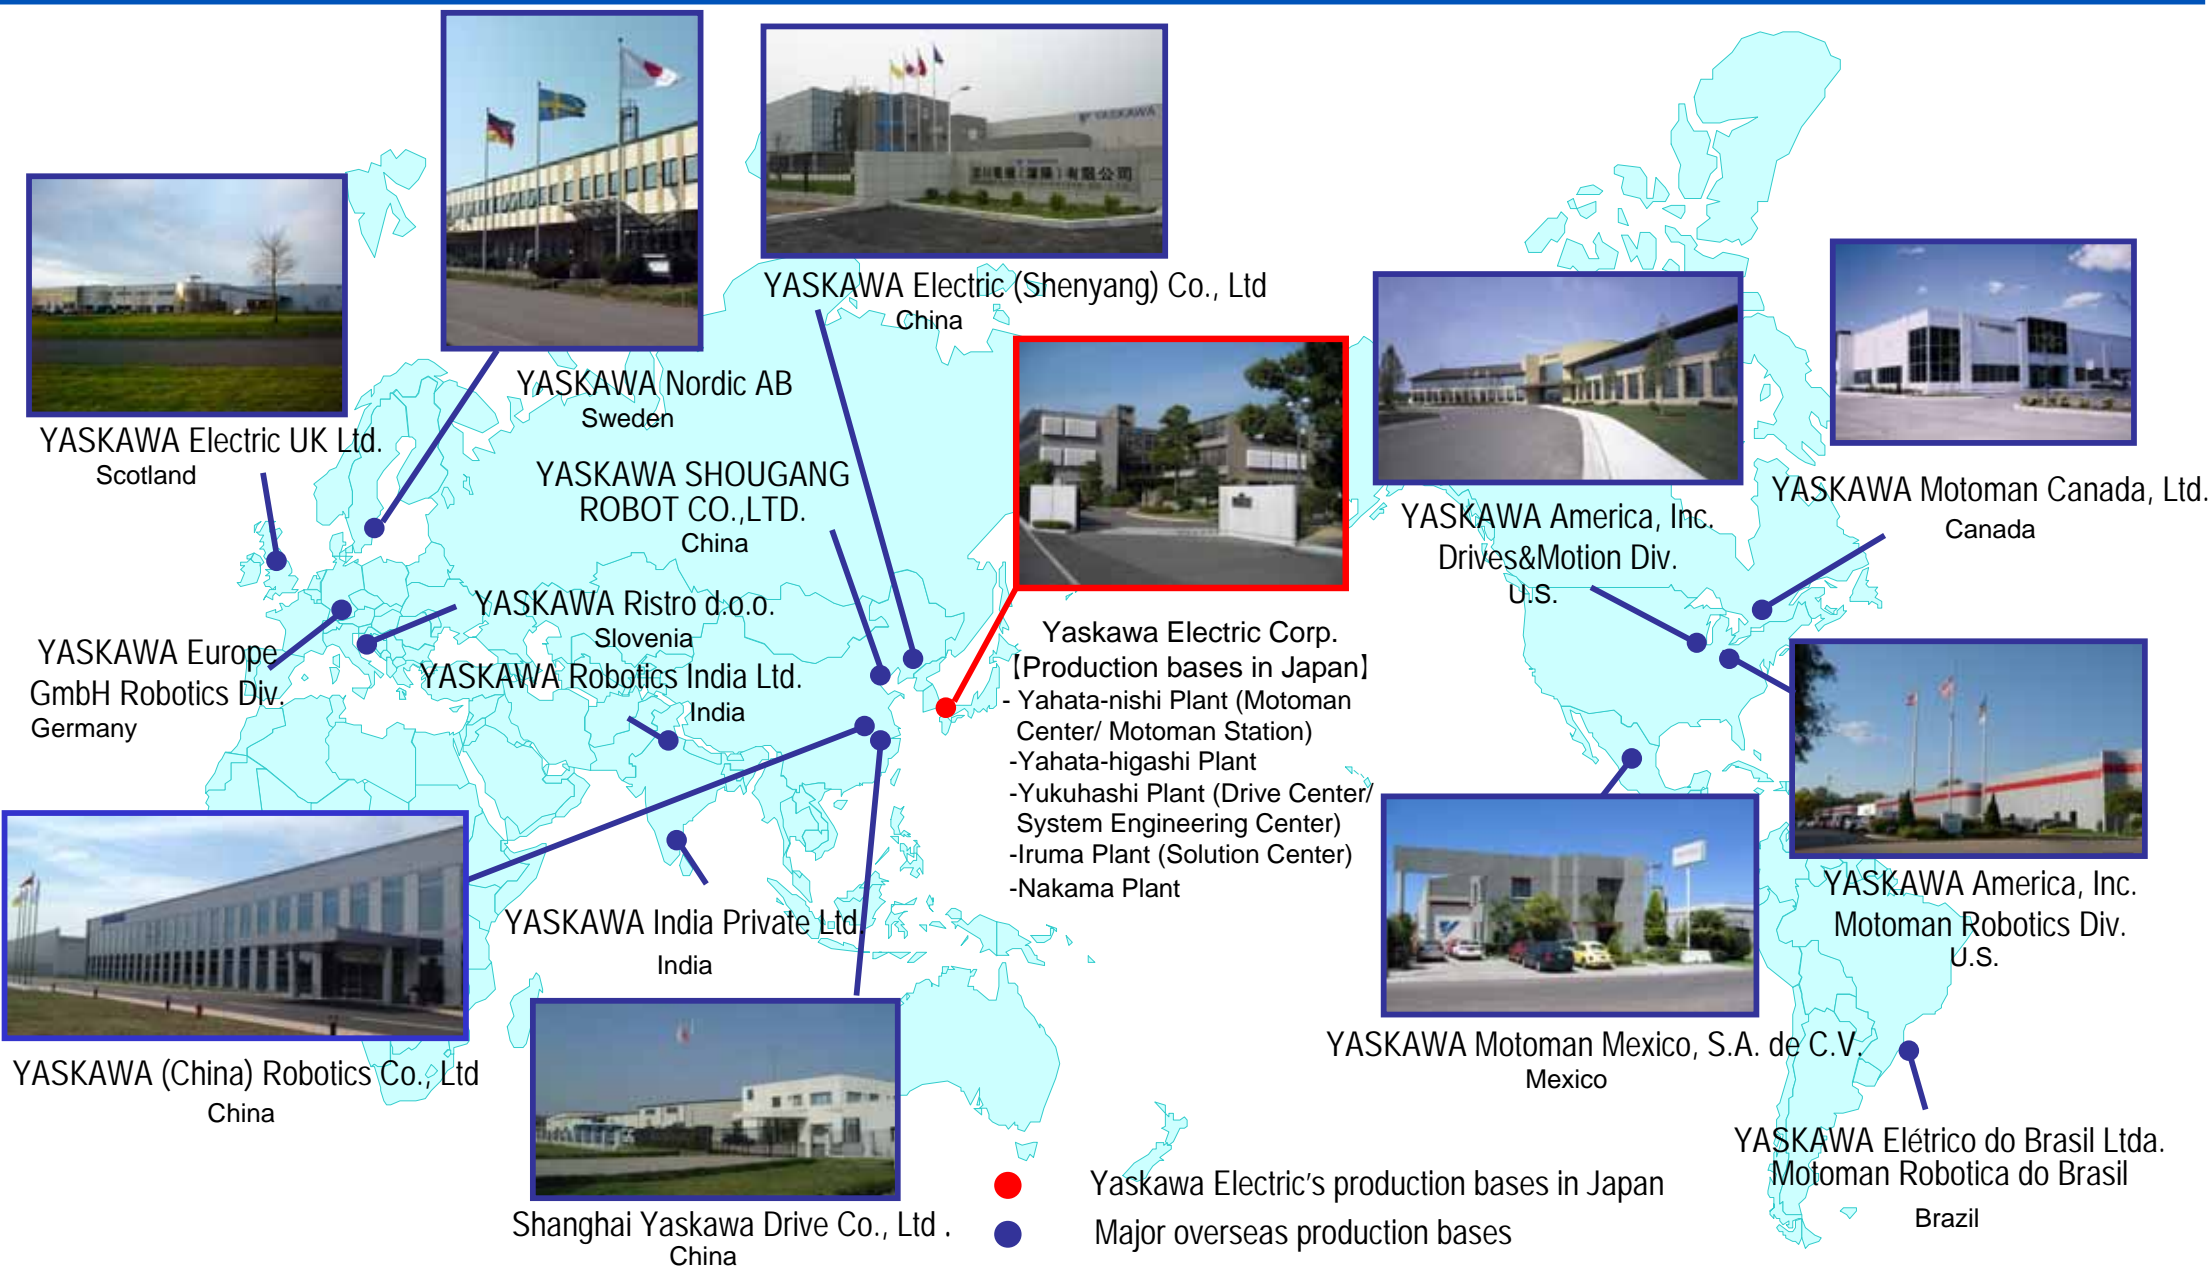 YASKAWA
有限公司
YASKAWA Electric (Shenyang) Co., Ltd
China
YASKAWA Nordic AB
Sweden
YASKAWA Electric UK Ltd.
Scotland
YASKAWA SHOUGANG
ROBOT CO.,LTD.
China
YASKAWA Ristro d.o.o.
Slovenia
YASKAWA Europe
GmbH Robotics Div.
Germany
YASKAWA Robotics India Ltd.
India
Yaskawa Electric Corp.
【Production bases in Japan】
- Yahata-nishi Plant (Motoman
Center/ Motoman Station)
-Yahata-higashi Plant
-Yukuhashi Plant (Drive Center/
System Engineering Center)
-Iruma Plant (Solution Center)
-Nakama Plant
YASKAWA America, Inc.
Drives&Motion Div.
U.S.
YASKAWA Motoman Canada, Ltd.
Canada
YASKAWA America, Inc.
Motoman Robotics Div.
U.S.
YASKAWA India Private Ltd.
India
YASKAWA (China) Robotics Co., Ltd
China
YASKAWA Motoman Mexico, S.A. de C.V.
Mexico
YASKAWA Elétrico do Brasil Ltda.
Motoman Robotica do Brasil
Brazil
Shanghai Yaskawa Drive Co., Ltd .
China
Yaskawa Electric's production bases in Japan
Major overseas production bases